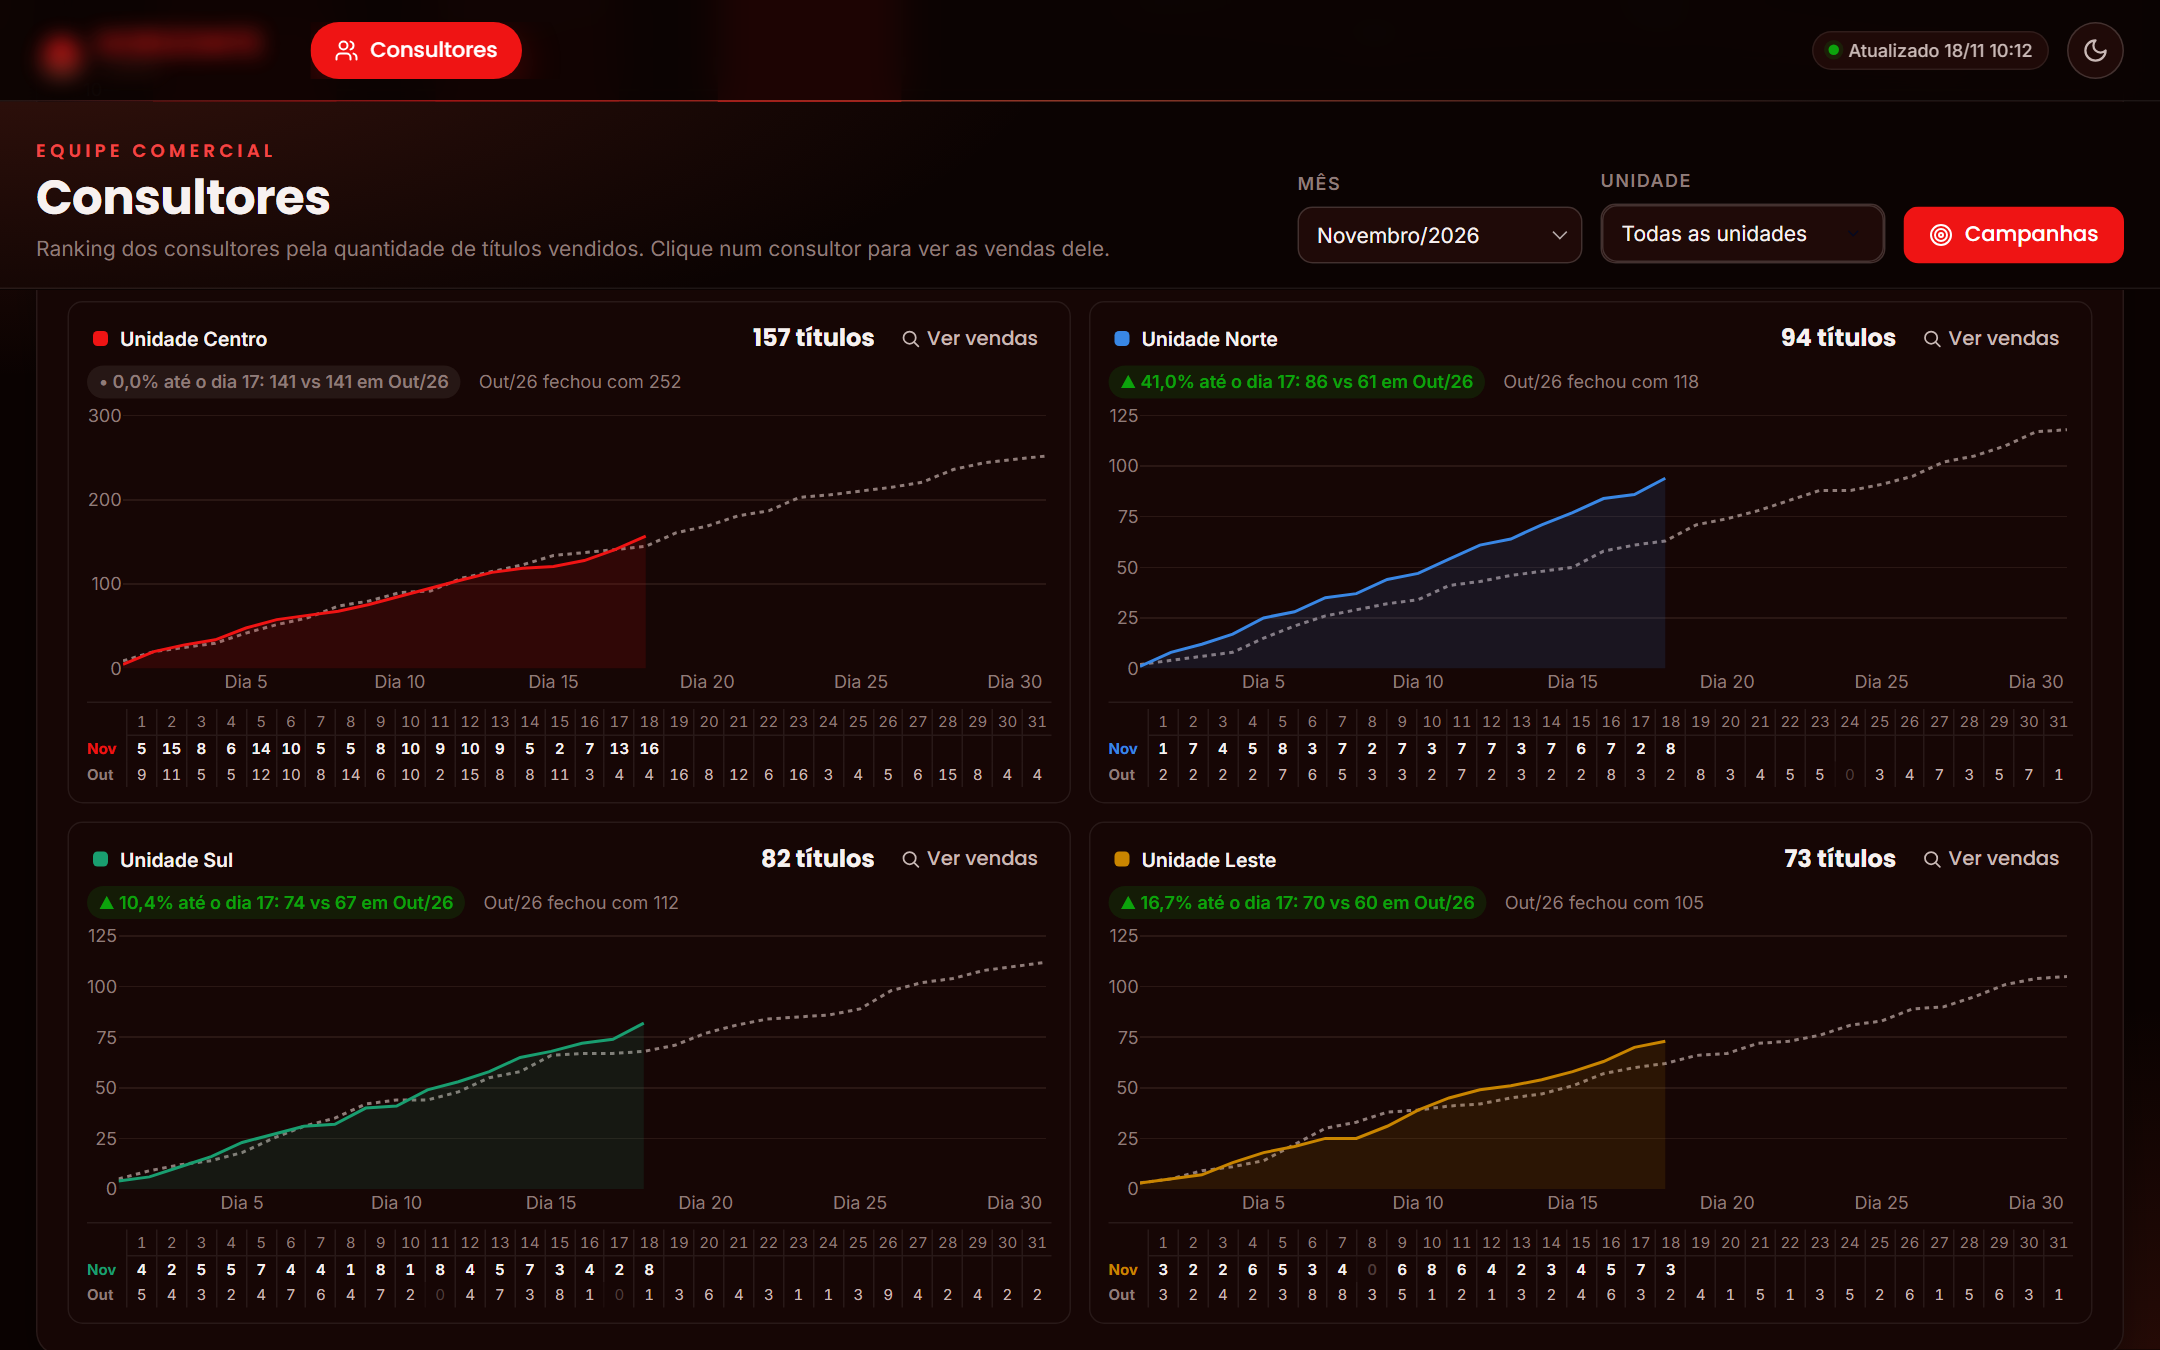 Consultores
Atualizado 18/11 10:12
EQUIPE COMERCIAL
Consultores
Ranking dos consultores pela quantidade de títulos vendidos. Clique num consultor para ver as vendas dele.
MÊS
Novembro/2026
UNIDADE
Todas as unidades
Campanhas
Unidade Centro
157 títulos
Ver vendas
• 0,0% até o dia 17: 141 vs 141 em Out/26
Out/26 fechou com 252
300
200
100
0
Dia 5 Dia 10 Dia 15 Dia 20 Dia 25 Dia 30
1 2 3 4 5 6 7 8 9 10 11 12 13 14 15 16 17 18 19 20 21 22 23 24 25 26 27 28 29 30 31
Nov 5 15 8 6 14 10 5 5 8 10 9 10 9 5 2 7 13 16
Out 9 11 5 5 12 10 8 14 6 10 2 15 8 8 11 3 4 4 16 8 12 6 16 3 4 5 6 15 8 4 4
Unidade Norte
94 títulos
Ver vendas
▲ 41,0% até o dia 17: 86 vs 61 em Out/26
Out/26 fechou com 118
125
100
75
50
25
0
Dia 5 Dia 10 Dia 15 Dia 20 Dia 25 Dia 30
1 2 3 4 5 6 7 8 9 10 11 12 13 14 15 16 17 18 19 20 21 22 23 24 25 26 27 28 29 30 31
Nov 1 7 4 5 8 3 7 2 7 3 7 7 3 7 6 7 2 8
Out 2 2 2 2 7 6 5 3 3 2 7 2 3 2 2 8 3 2 8 3 4 5 5 0 3 4 7 3 5 7 1
Unidade Sul
82 títulos
Ver vendas
▲ 10,4% até o dia 17: 74 vs 67 em Out/26
Out/26 fechou com 112
125
100
75
50
25
0
Dia 5 Dia 10 Dia 15 Dia 20 Dia 25 Dia 30
1 2 3 4 5 6 7 8 9 10 11 12 13 14 15 16 17 18 19 20 21 22 23 24 25 26 27 28 29 30 31
Nov 4 2 5 5 7 4 4 1 8 1 8 4 5 7 3 4 2 8
Out 5 4 3 2 4 7 6 4 7 2 0 4 7 3 8 1 0 1 3 6 4 3 1 1 3 9 4 2 4 2 2
Unidade Leste
73 títulos
Ver vendas
▲ 16,7% até o dia 17: 70 vs 60 em Out/26
Out/26 fechou com 105
125
100
75
50
25
0
Dia 5 Dia 10 Dia 15 Dia 20 Dia 25 Dia 30
1 2 3 4 5 6 7 8 9 10 11 12 13 14 15 16 17 18 19 20 21 22 23 24 25 26 27 28 29 30 31
Nov 3 2 2 6 5 3 4 0 6 8 6 4 2 3 4 5 7 3
Out 3 2 4 2 3 8 8 3 5 1 2 1 3 2 4 6 3 2 4 1 5 1 3 5 2 6 1 5 6 3 1